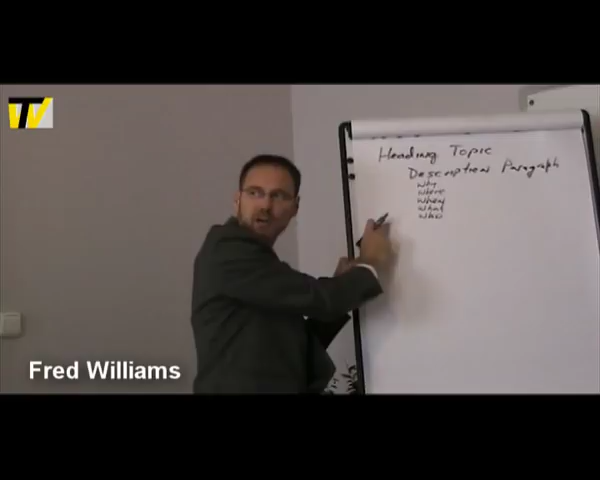 TV
Heading Topic
Description Paragraph
Why
Where
When
What
Who
Fred Williams